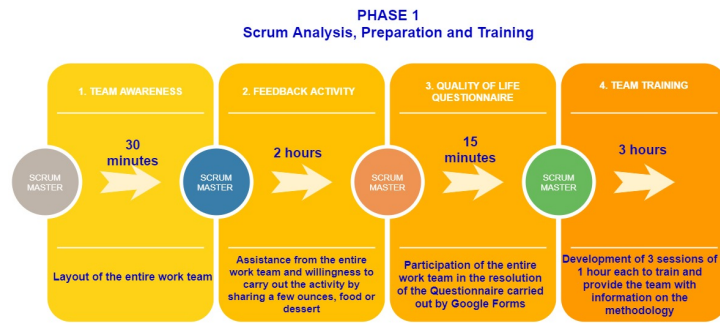 PHASE 1
Scrum Analysis, Preparation and Training
1. TEAM AWARENESS
2. FEEDBACK ACTIVITY
3. QUALITY OF LIFE
QUESTIONNAIRE
4. TEAM TRAINING
SCRUM
MASTER
30
minutes
SCRUM
MASTER
2 hours
SCRUM
MASTER
15
minutes
SCRUM
MASTER
3 hours
Layout of the entire work team
Assistance from the entire
work team and willingness to
carry out the activity by
sharing a few ounces, food or
dessert
Participation of the entire
work team in the resolution
of the Questionnaire carried
out by Google Forms
Development of 3 sessions of
1 hour each to train and
provide the team with
information on the
methodology